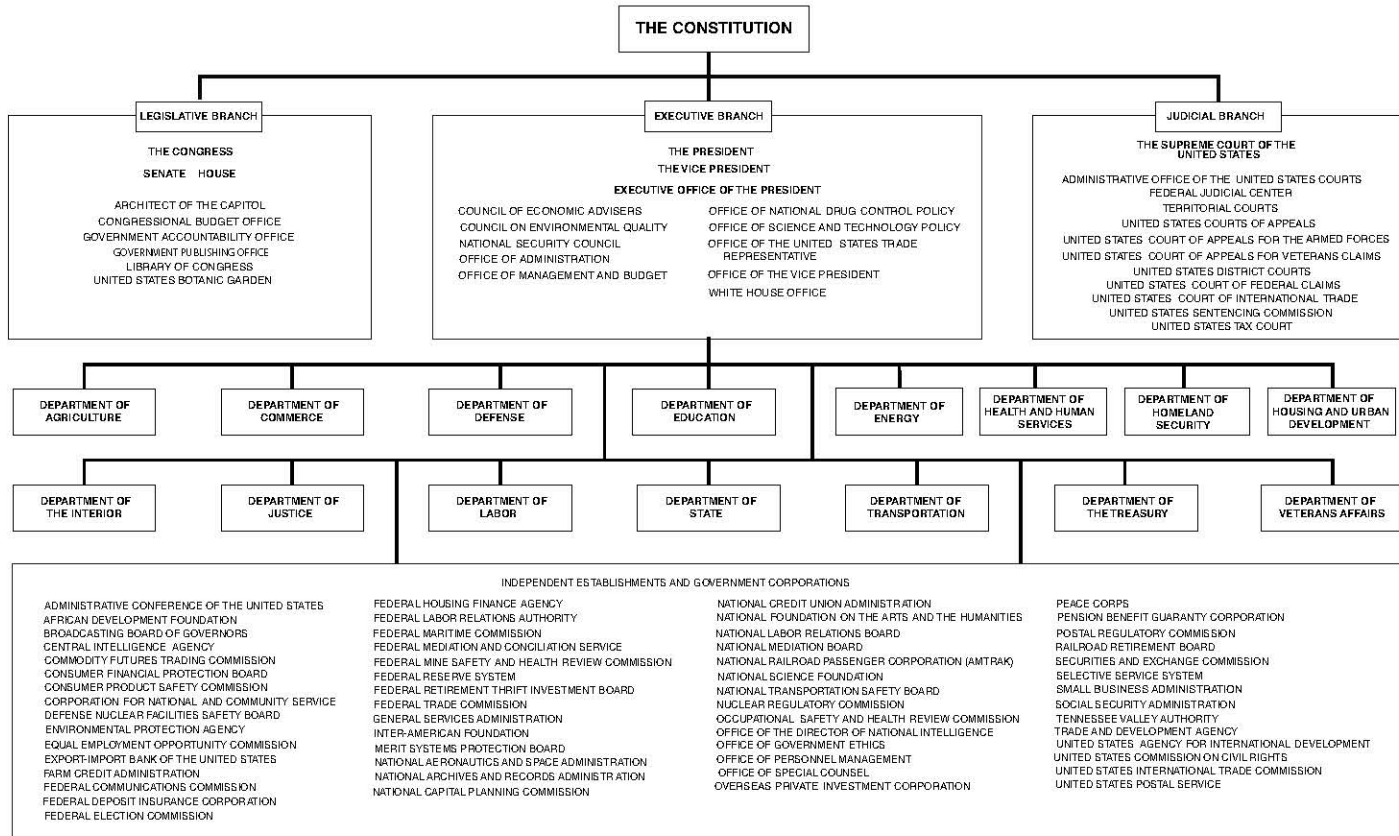 THE CONSTITUTION
LEGISLATIVE BRANCH
THE CONGRESS
SENATE HOUSE
ARCHITECT OF THE CAPITOL
CONGRESSIONAL BUDGET OFFICE
GOVERNMENT ACCOUNTABILITY OFFICE
GOVERNMENT PUBLISHING OFFICE
LIBRARY OF CONGRESS
UNITED STATES BOTANIC GARDEN
EXECUTIVE BRANCH
THE PRESIDENT
THE VICE PRESIDENT
EXECUTIVE OFFICE OF THE PRESIDENT
COUNCIL OF ECONOMIC ADVISERS
COUNCIL ON ENVIRONMENTAL QUALITY
NATIONAL SECURITY COUNCIL
OFFICE OF ADMINISTRATION
OFFICE OF MANAGEMENT AND BUDGET
OFFICE OF NATIONAL DRUG CONTROL POLICY
OFFICE OF SCIENCE AND TECHNOLOGY POLICY
OFFICE OF THE UNITED STATES TRADE
REPRESENTATIVE
OFFICE OF THE VICE PRESIDENT
WHITE HOUSE OFFICE
JUDICIAL BRANCH
THE SUPREME COURT OF THE
UNITED STATES
ADMINISTRATIVE OFFICE OF THE UNITED STATES COURTS
FEDERAL JUDICIAL CENTER
TERRITORIAL COURTS
UNITED STATES COURTS OF APPEALS
UNITED STATES COURT OF APPEALS FOR THE ARMED FORCES
UNITED STATES COURT OF APPEALS FOR VETERANS CLAIMS
UNITED STATES DISTRICT COURTS
UNITED STATES COURT OF FEDERAL CLAIMS
UNITED STATES COURT OF INTERNATIONAL TRADE
UNITED STATES SENTENCING COMMISSION
UNITED STATES TAX COURT
DEPARTMENT OF
AGRICULTURE
DEPARTMENT OF
COMMERCE
DEPARTMENT OF
DEFENSE
DEPARTMENT OF
EDUCATION
DEPARTMENT OF
ENERGY
DEPARTMENT OF
HEALTH AND HUMAN
SERVICES
DEPARTMENT OF
HOMELAND
SECURITY
DEPARTMENT OF
HOUSING AND URBAN
DEVELOPMENT
DEPARTMENT OF
THE INTERIOR
DEPARTMENT OF
JUSTICE
DEPARTMENT OF
LABOR
DEPARTMENT OF
STATE
DEPARTMENT OF
TRANSPORTATION
DEPARTMENT OF
THE TREASURY
DEPARTMENT OF
VETERANS AFFAIRS
INDEPENDENT ESTABLISHMENTS AND GOVERNMENT CORPORATIONS
ADMINISTRATIVE CONFERENCE OF THE UNITED STATES
AFRICAN DEVELOPMENT FOUNDATION
BROADCASTING BOARD OF GOVERNORS
CENTRAL INTELLIGENCE AGENCY
COMMODITY FUTURES TRADING COMMISSION
CONSUMER FINANCIAL PROTECTION BOARD
CONSUMER PRODUCT SAFETY COMMISSION
CORPORATION FOR NATIONAL AND COMMUNITY SERVICE
DEFENSE NUCLEAR FACILITIES SAFETY BOARD
ENVIRONMENTAL PROTECTION AGENCY
EQUAL EMPLOYMENT OPPORTUNITY COMMISSION
EXPORT-IMPORT BANK OF THE UNITED STATES
FARM CREDIT ADMINISTRATION
FEDERAL COMMUNICATIONS COMMISSION
FEDERAL DEPOSIT INSURANCE CORPORATION
FEDERAL ELECTION COMMISSION
FEDERAL HOUSING FINANCE AGENCY
FEDERAL LABOR RELATIONS AUTHORITY
FEDERAL MARITIME COMMISSION
FEDERAL MEDIATION AND CONCILIATION SERVICE
FEDERAL MINE SAFETY AND HEALTH REVIEW COMMISSION
FEDERAL RESERVE SYSTEM
FEDERAL RETIREMENT THRIFT INVESTMENT BOARD
FEDERAL TRADE COMMISSION
GENERAL SERVICES ADMINISTRATION
INTER-AMERICAN FOUNDATION
MERIT SYSTEMS PROTECTION BOARD
NATIONAL AERONAUTICS AND SPACE ADMINISTRATION
NATIONAL ARCHIVES AND RECORDS ADMINISTRATION
NATIONAL CAPITAL PLANNING COMMISSION
NATIONAL CREDIT UNION ADMINISTRATION
NATIONAL FOUNDATION ON THE ARTS AND THE HUMANITIES
NATIONAL LABOR RELATIONS BOARD
NATIONAL MEDIATION BOARD
NATIONAL RAILROAD PASSENGER CORPORATION (AMTRAK)
NATIONAL SCIENCE FOUNDATION
NATIONAL TRANSPORTATION SAFETY BOARD
NUCLEAR REGULATORY COMMISSION
OCCUPATIONAL SAFETY AND HEALTH REVIEW COMMISSION
OFFICE OF THE DIRECTOR OF NATIONAL INTELLIGENCE
OFFICE OF GOVERNMENT ETHICS
OFFICE OF PERSONNEL MANAGEMENT
OFFICE OF SPECIAL COUNSEL
OVERSEAS PRIVATE INVESTMENT CORPORATION
PEACE CORPS
PENSION BENEFIT GUARANTY CORPORATION
POSTAL REGULATORY COMMISSION
RAILROAD RETIREMENT BOARD
SECURITIES AND EXCHANGE COMMISSION
SELECTIVE SERVICE SYSTEM
SMALL BUSINESS ADMINISTRATION
SOCIAL SECURITY ADMINISTRATION
TENNESSEE VALLEY AUTHORITY
TRADE AND DEVELOPMENT AGENCY
UNITED STATES AGENCY FOR INTERNATIONAL DEVELOPMENT
UNITED STATES COMMISSION ON CIVIL RIGHTS
UNITED STATES INTERNATIONAL TRADE COMMISSION
UNITED STATES POSTAL SERVICE